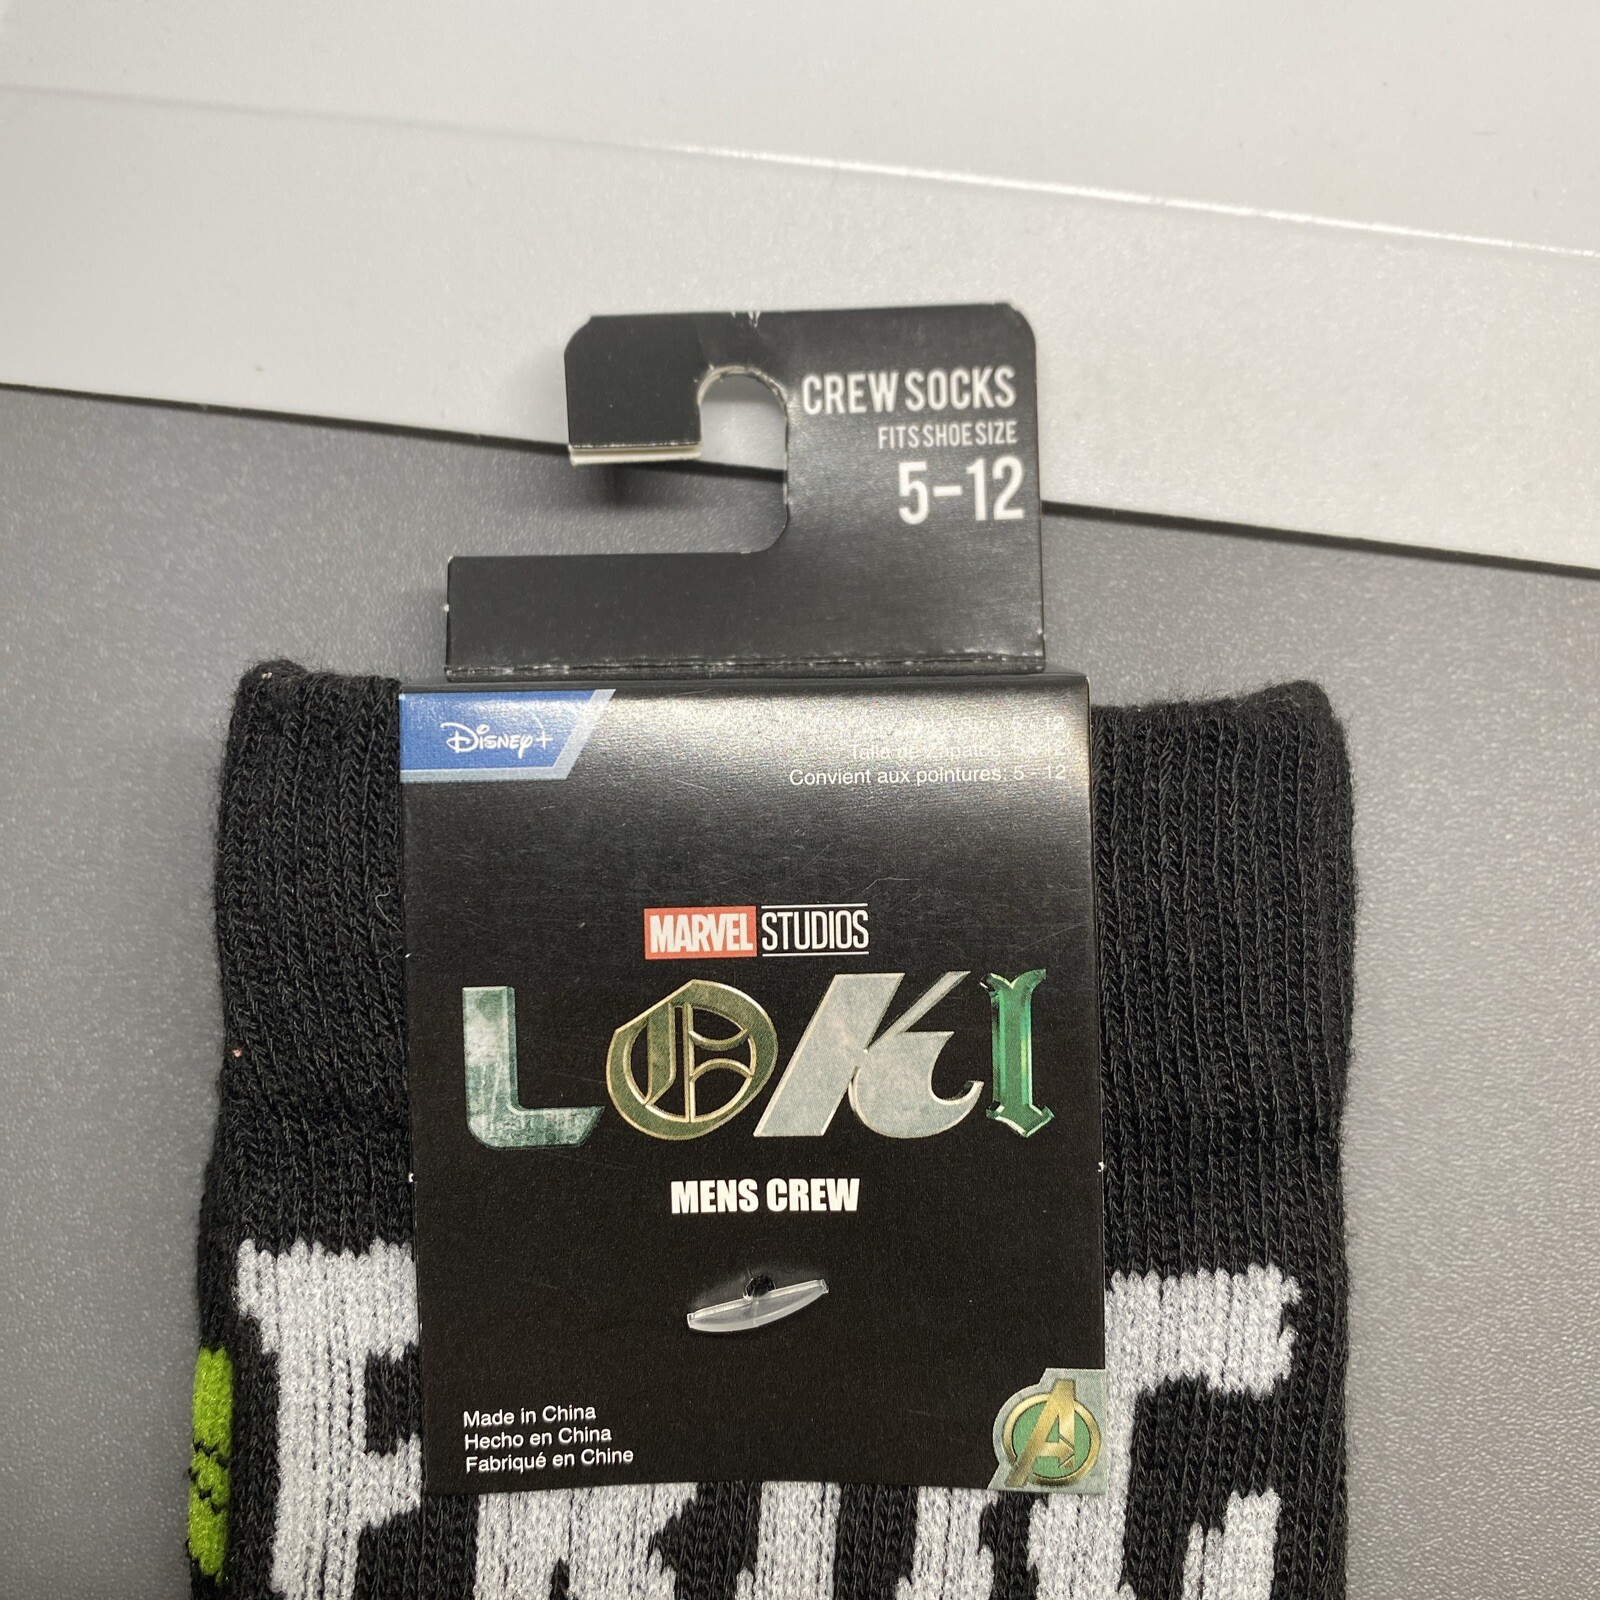 CREW SOCKS
FITS SHOE SIZE
5-12
Disney+
Convient aux pointures: 5 - 12
MARVEL STUDIOS
LOKI
MENS CREW
Made in China
Hecho en China
Fabriqué en Chine
A